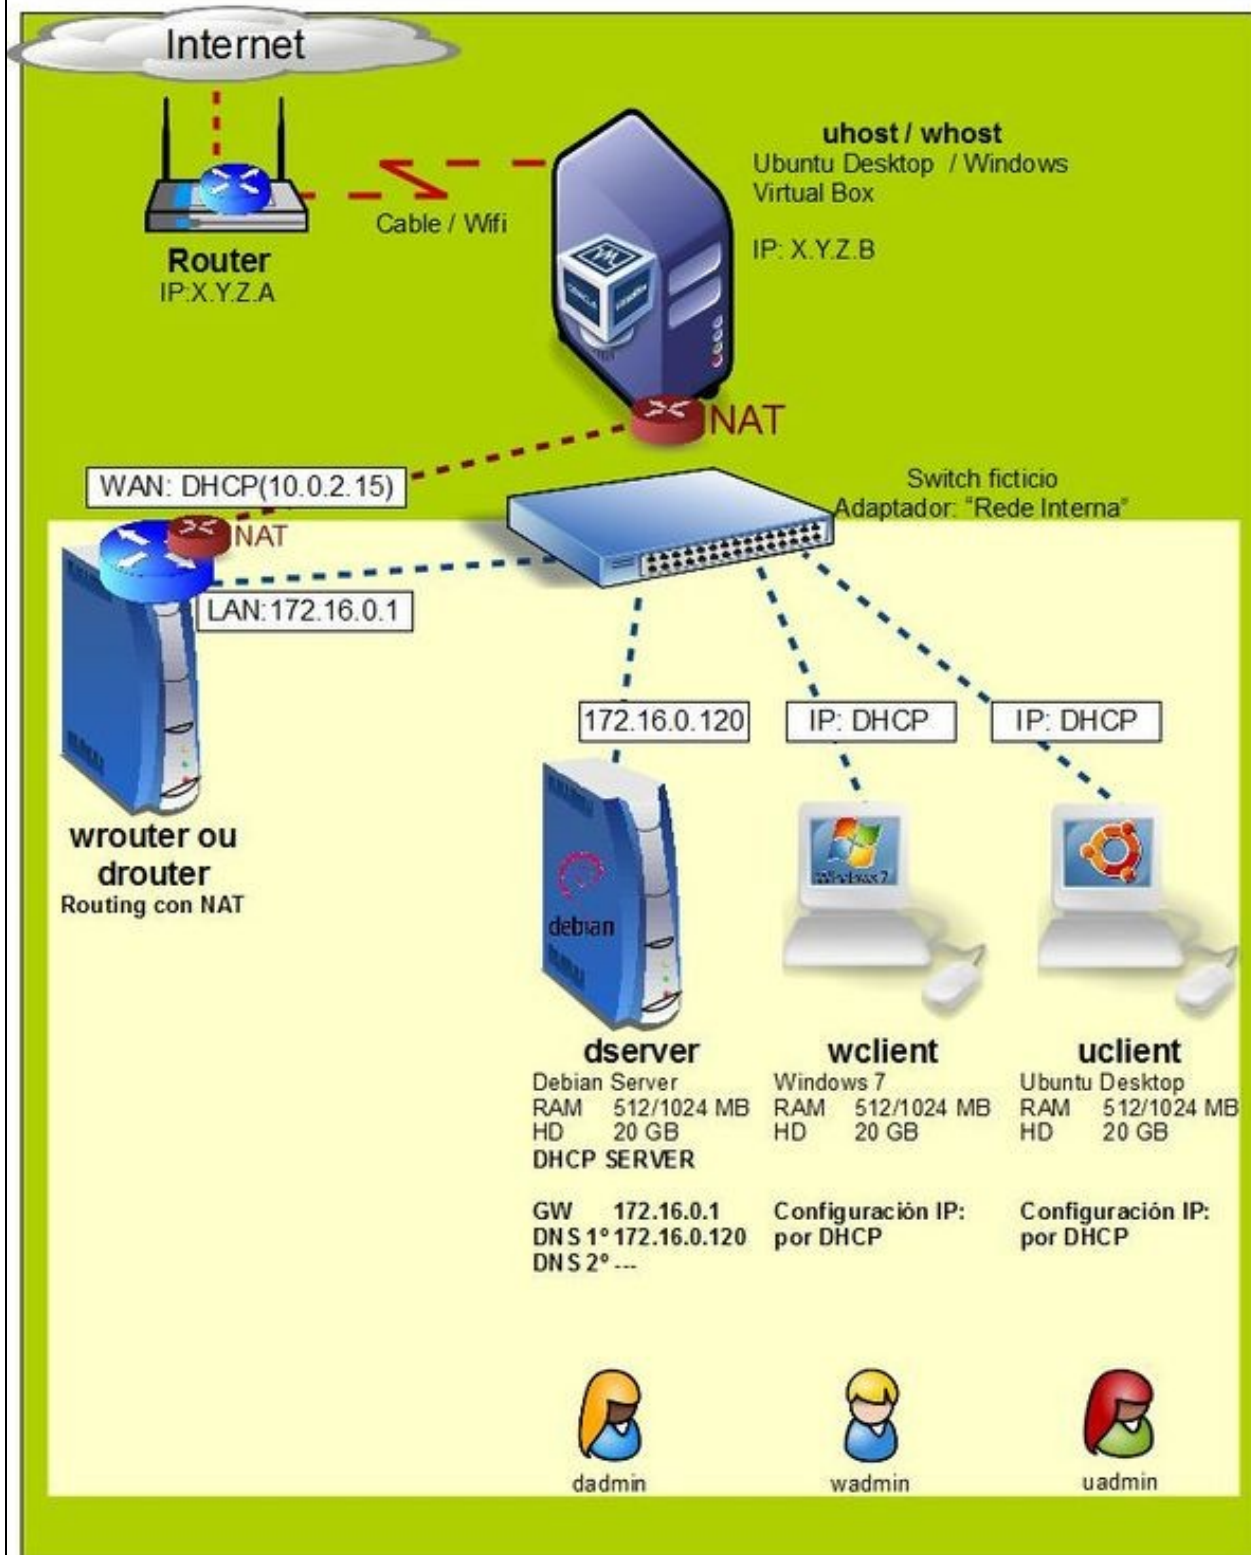 Internet
uhost / whost
Ubuntu Desktop / Windows
Virtual Box
IP: X.Y.Z.B
Cable / Wifi
Router
IP:X.Y.Z.A
NAT
WAN: DHCP(10.0.2.15)
NAT
Switch ficticio
Adaptador: “Rede Interna”
LAN:172.16.0.1
172.16.0.120
IP: DHCP
IP: DHCP
wrouter ou
drouter
Routing con NAT
debian
Windows 7
dserver
Debian Server
RAM 512/1024 MB
HD 20 GB
DHCP SERVER
GW 172.16.0.1
DNS 1º 172.16.0.120
DNS 2º ---
wclient
Windows 7
RAM 512/1024 MB
HD 20 GB
Configuración IP:
por DHCP
uclient
Ubuntu Desktop
RAM 512/1024 MB
HD 20 GB
Configuración IP:
por DHCP
dadmin
wadmin
uadmin